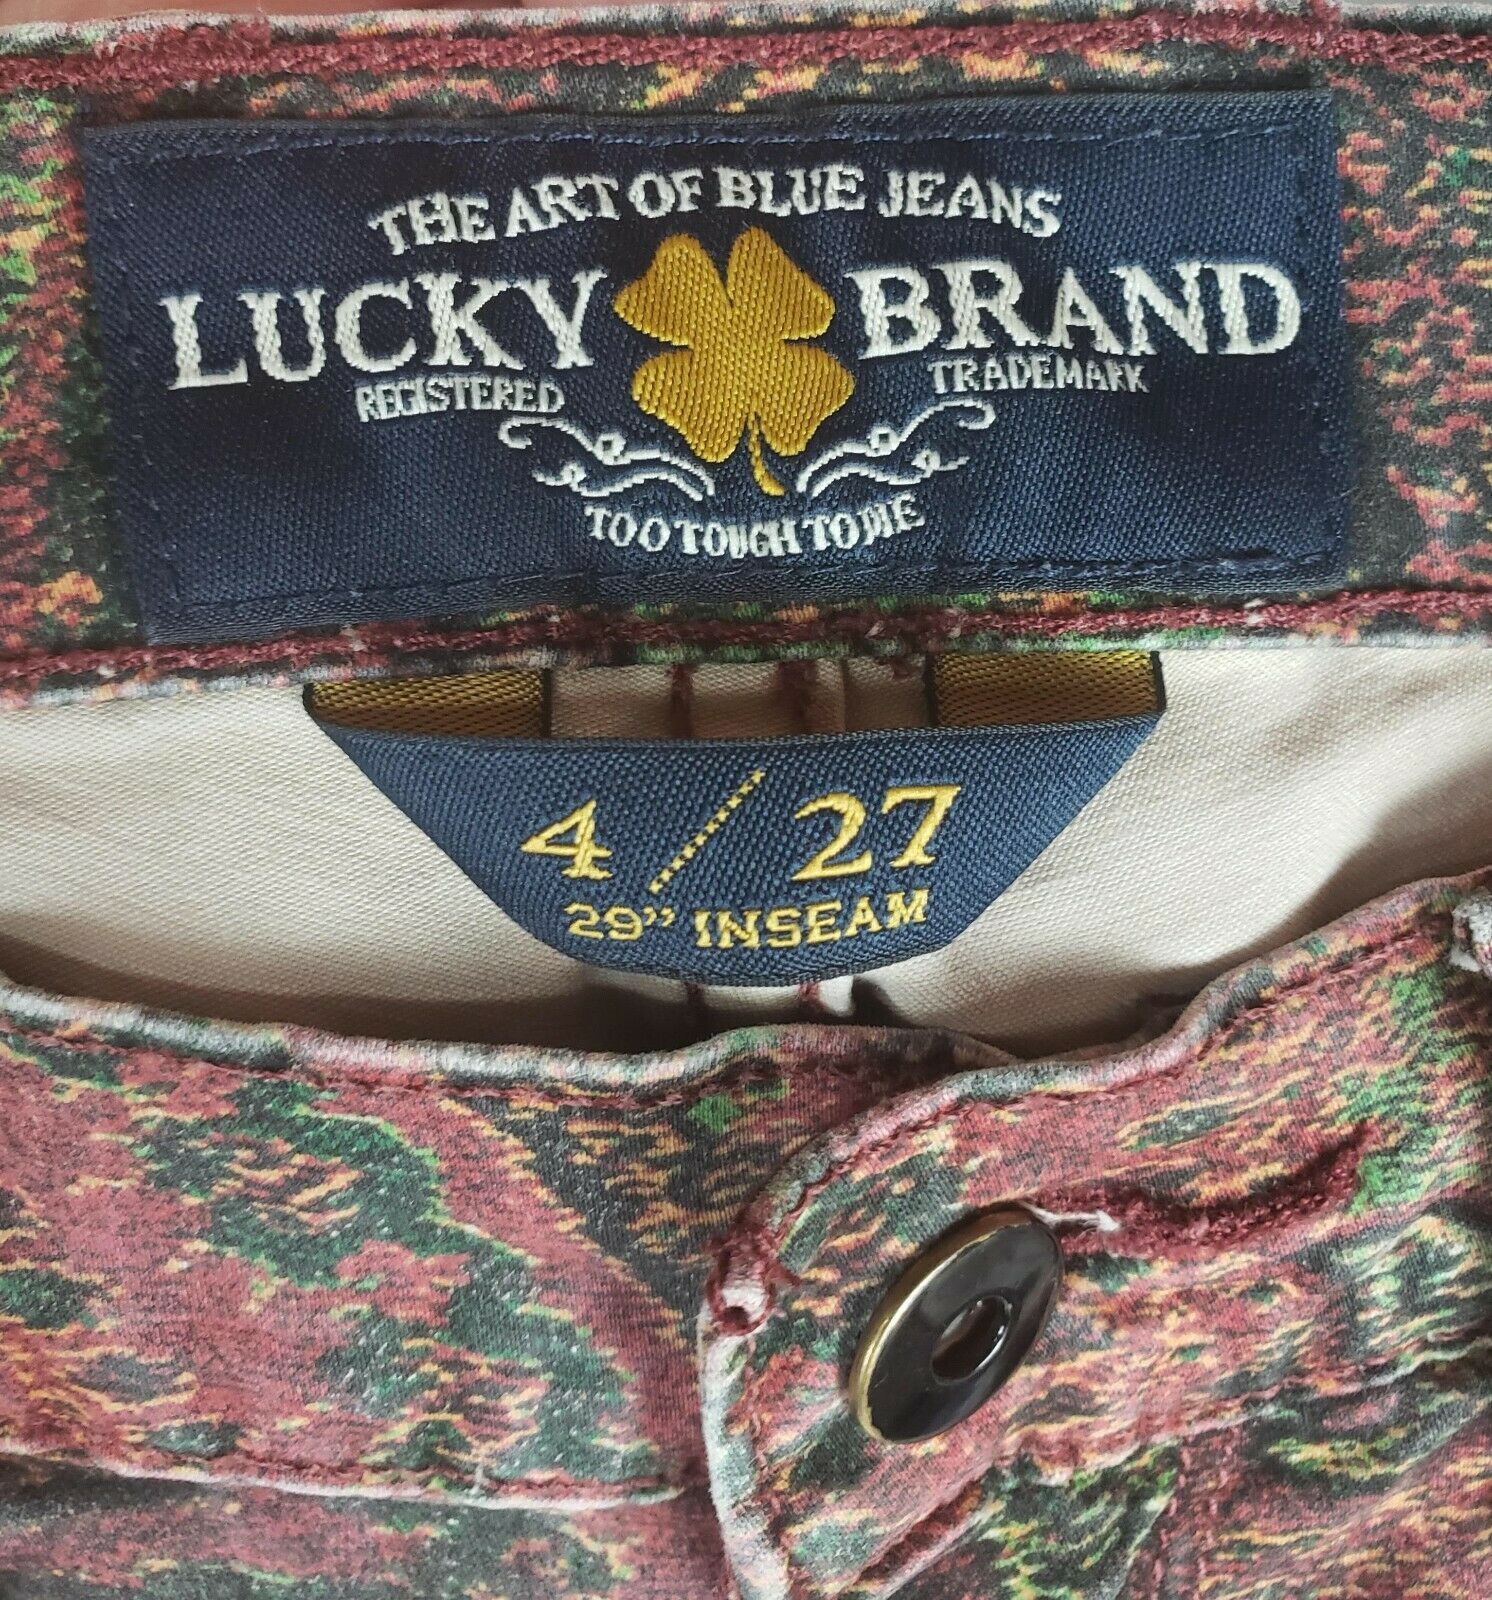 THE ART OF BLUE JEANS
LUCKY BRAND
REGISTERED TRADEMARK
TOO TOUGH TO DIE
4 / 27
29" INSEAM